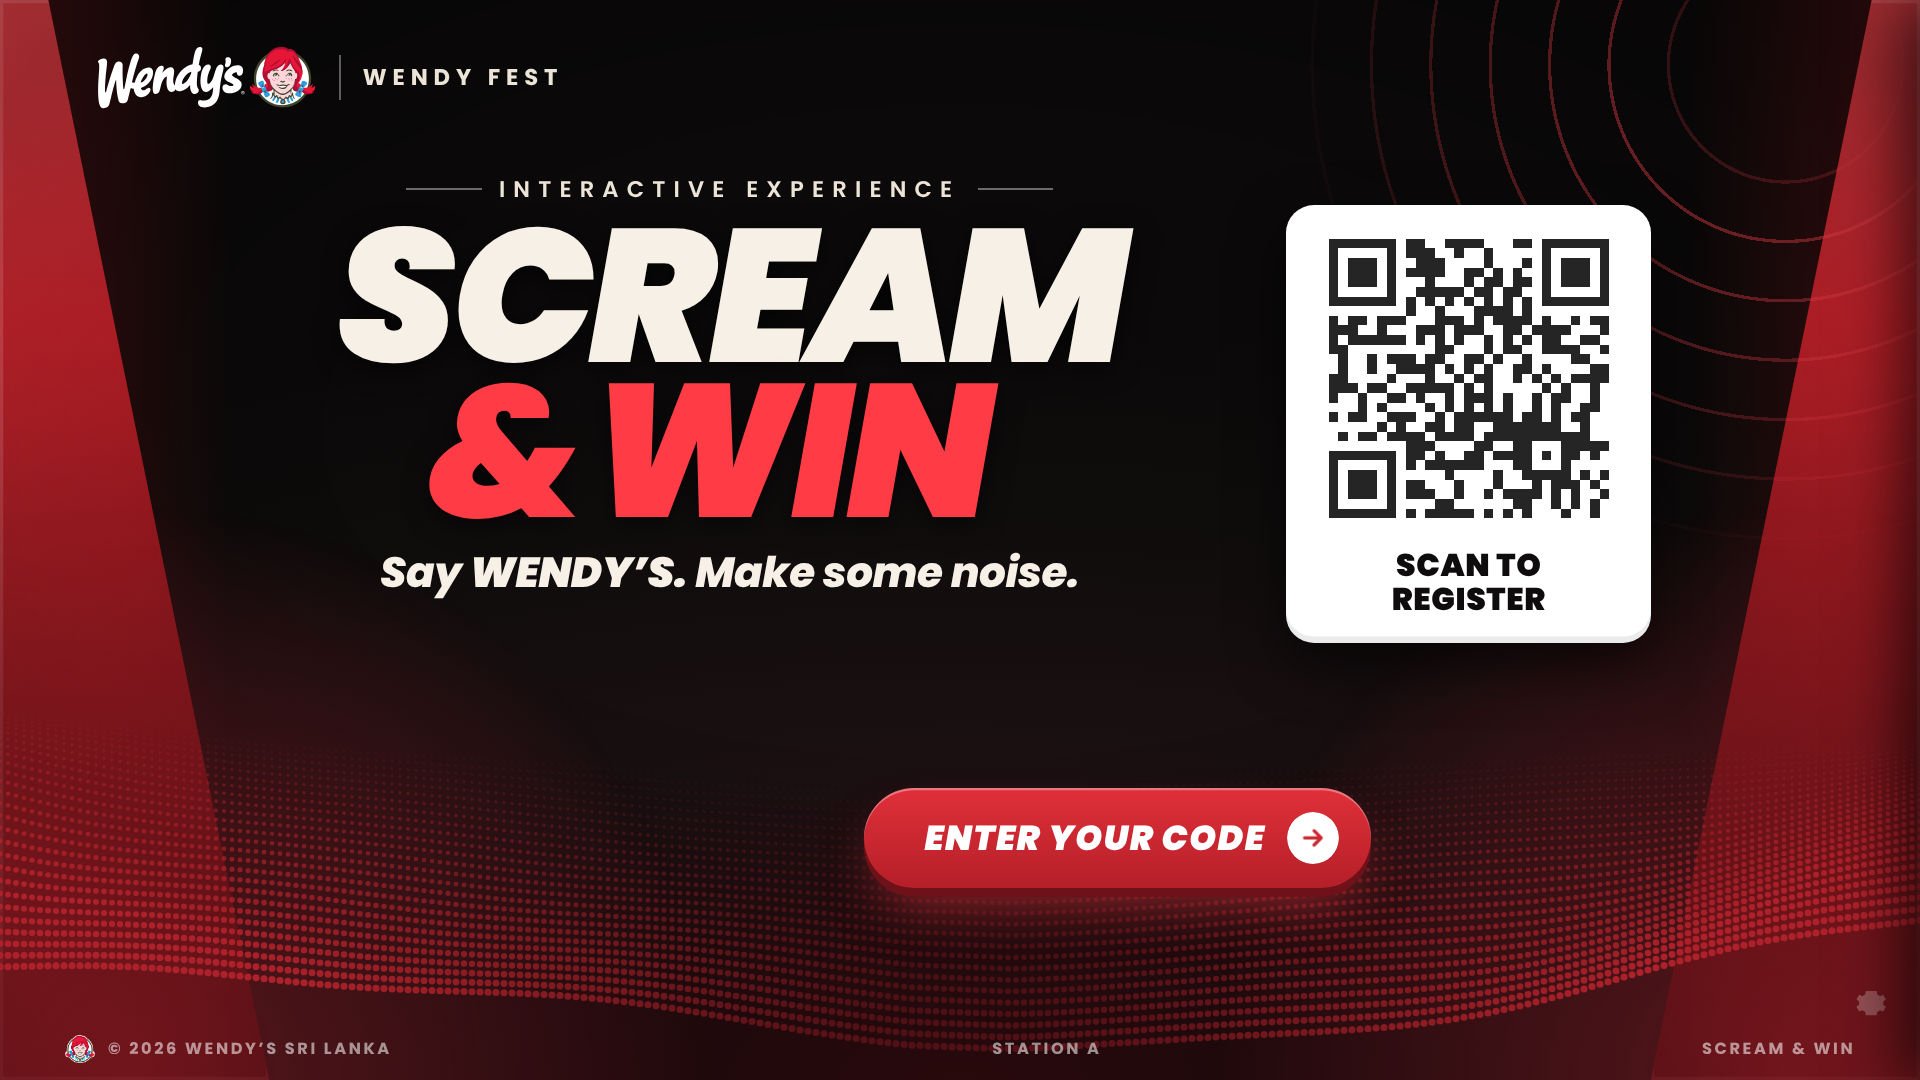 Wendy's
WENDY FEST
INTERACTIVE EXPERIENCE
SCREAM
& WIN
Say WENDY’S. Make some noise.
SCAN TO
REGISTER
ENTER YOUR CODE
© 2026 WENDY’S SRI LANKA
STATION A
SCREAM & WIN